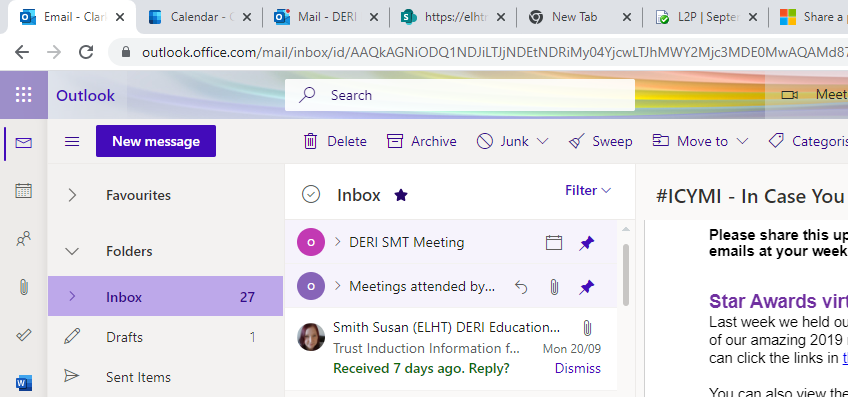 Email - Clar
Calendar - C
Mail - DERI
https://elhtr
New Tab
L2P | Septer
Share a p
outlook.office.com/mail/inbox/id/AAQkAGNiODQ1NDJiLTJjNDEtNDRiMy04YjcwLTJhMWY2Mjc3MDE0MwAQAMd87
Outlook
Search
Meet
New message
Delete
Archive
Junk
Sweep
Move to
Categoris
Favourites
Inbox
Filter
#ICYMI - In Case You
Folders
O
DERI SMT Meeting
Please share this up
emails at your week
Inbox 27
O
Meetings attended by...
Star Awards virt
Drafts 1
Smith Susan (ELHT) DERI Education...
Last week we held ou
Trust Induction Information f... Mon 20/09
of our amazing 2019
Received 7 days ago. Reply? Dismiss
can click the links in
Sent Items
You can also view the